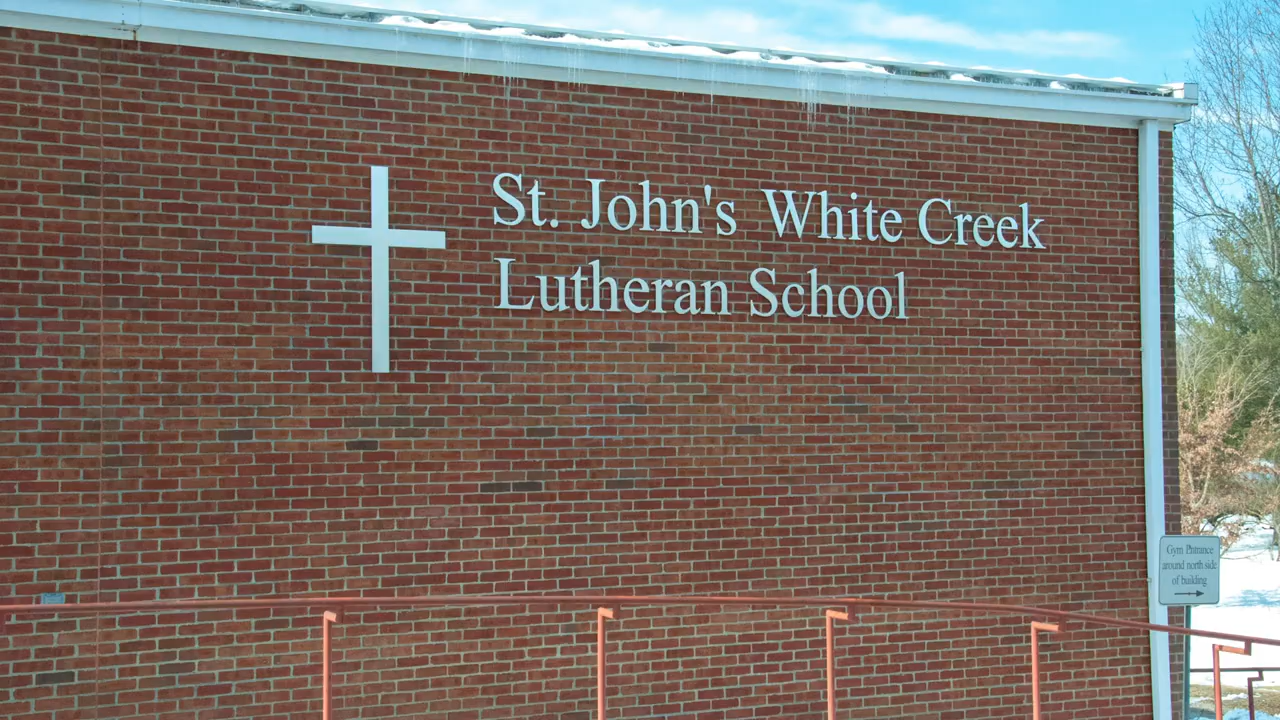 St. John's White Creek
Lutheran School
Gym Entrance
around north side
of building